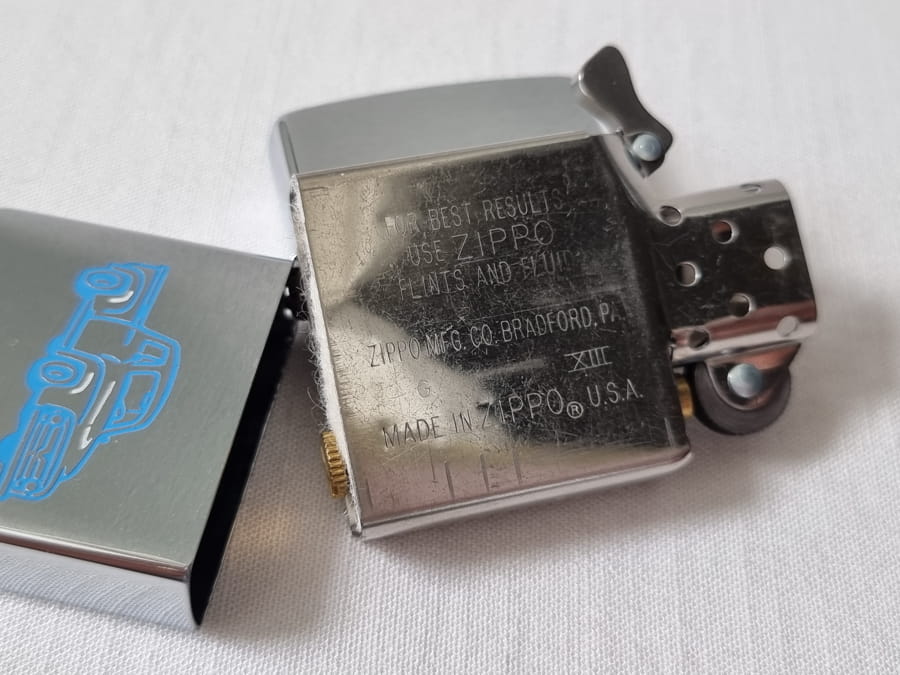 FOR BEST RESULTS
USE ZIPPO
FLINTS AND FLUID
ZIPPO MFG. CO. BRADFORD, PA.
XIII
G
MADE IN ZIPPO® U.S.A.